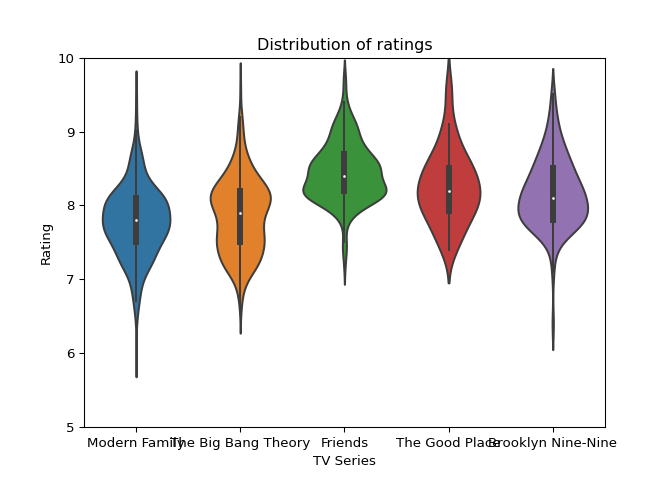 Distribution of ratings
10
9
8
7
6
5
Rating
Modern Family
The Big Bang Theory
Friends
The Good Place
Brooklyn Nine-Nine
TV Series